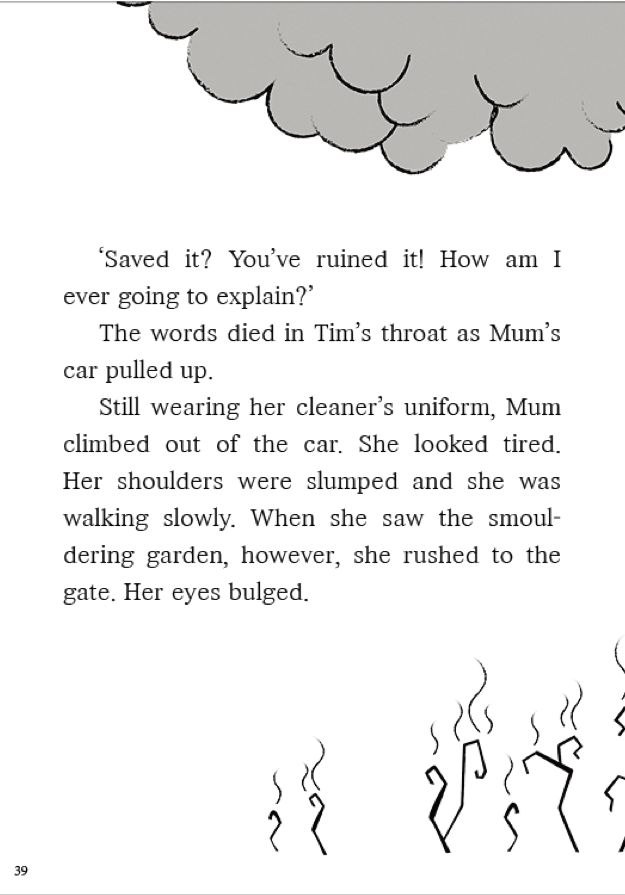 ‘Saved it? You’ve ruined it! How am I
ever going to explain?’
The words died in Tim’s throat as Mum’s
car pulled up.
Still wearing her cleaner’s uniform, Mum
climbed out of the car. She looked tired.
Her shoulders were slumped and she was
walking slowly. When she saw the smoul-
dering garden, however, she rushed to the
gate. Her eyes bulged.
39